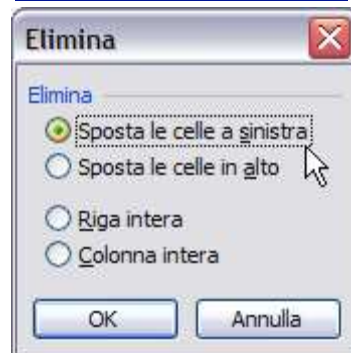 Elimina
Elimina
Sposta le celle a sinistra
Sposta le celle in alto
Riga intera
Colonna intera
OK Annulla